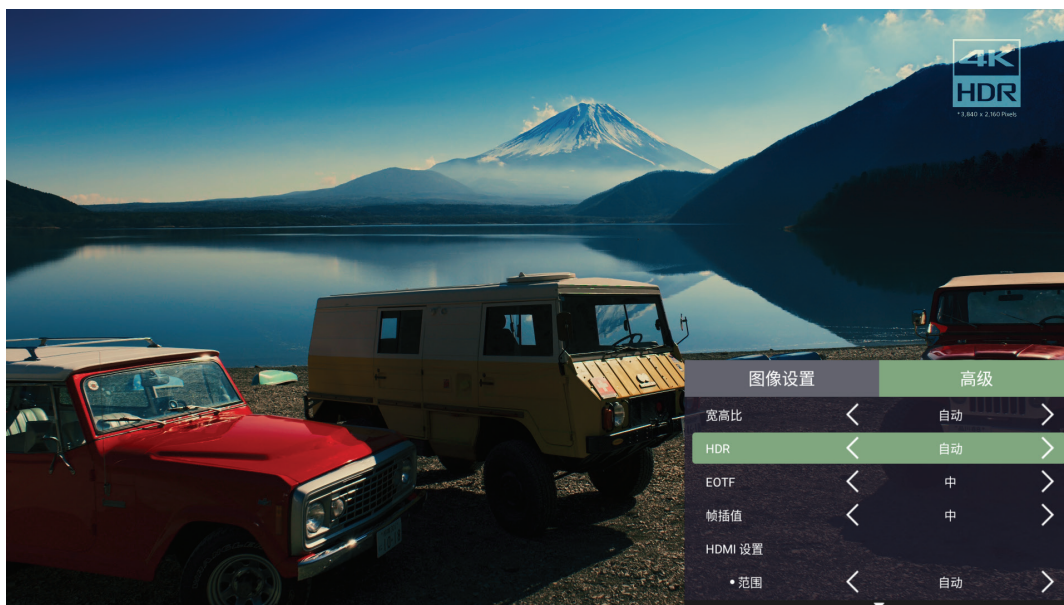 4K
HDR
*3,840 x 2,160 Pixels
图像设置 高级
宽高比 自动
HDR 自动
EOTF 中
帧插值 中
HDMI 设置
• 范围 自动